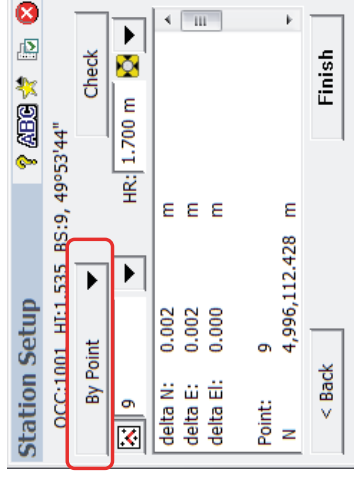 Station Setup ? ABC
OCC:1001 HI:1.535 BS:9, 49°53'44"
By Point Check
9 HR: 1.700 m
delta N: 0.002 m
delta E: 0.002 m
delta El: 0.000 m
Point: 9
N 4,996,112.428 m
< Back Finish